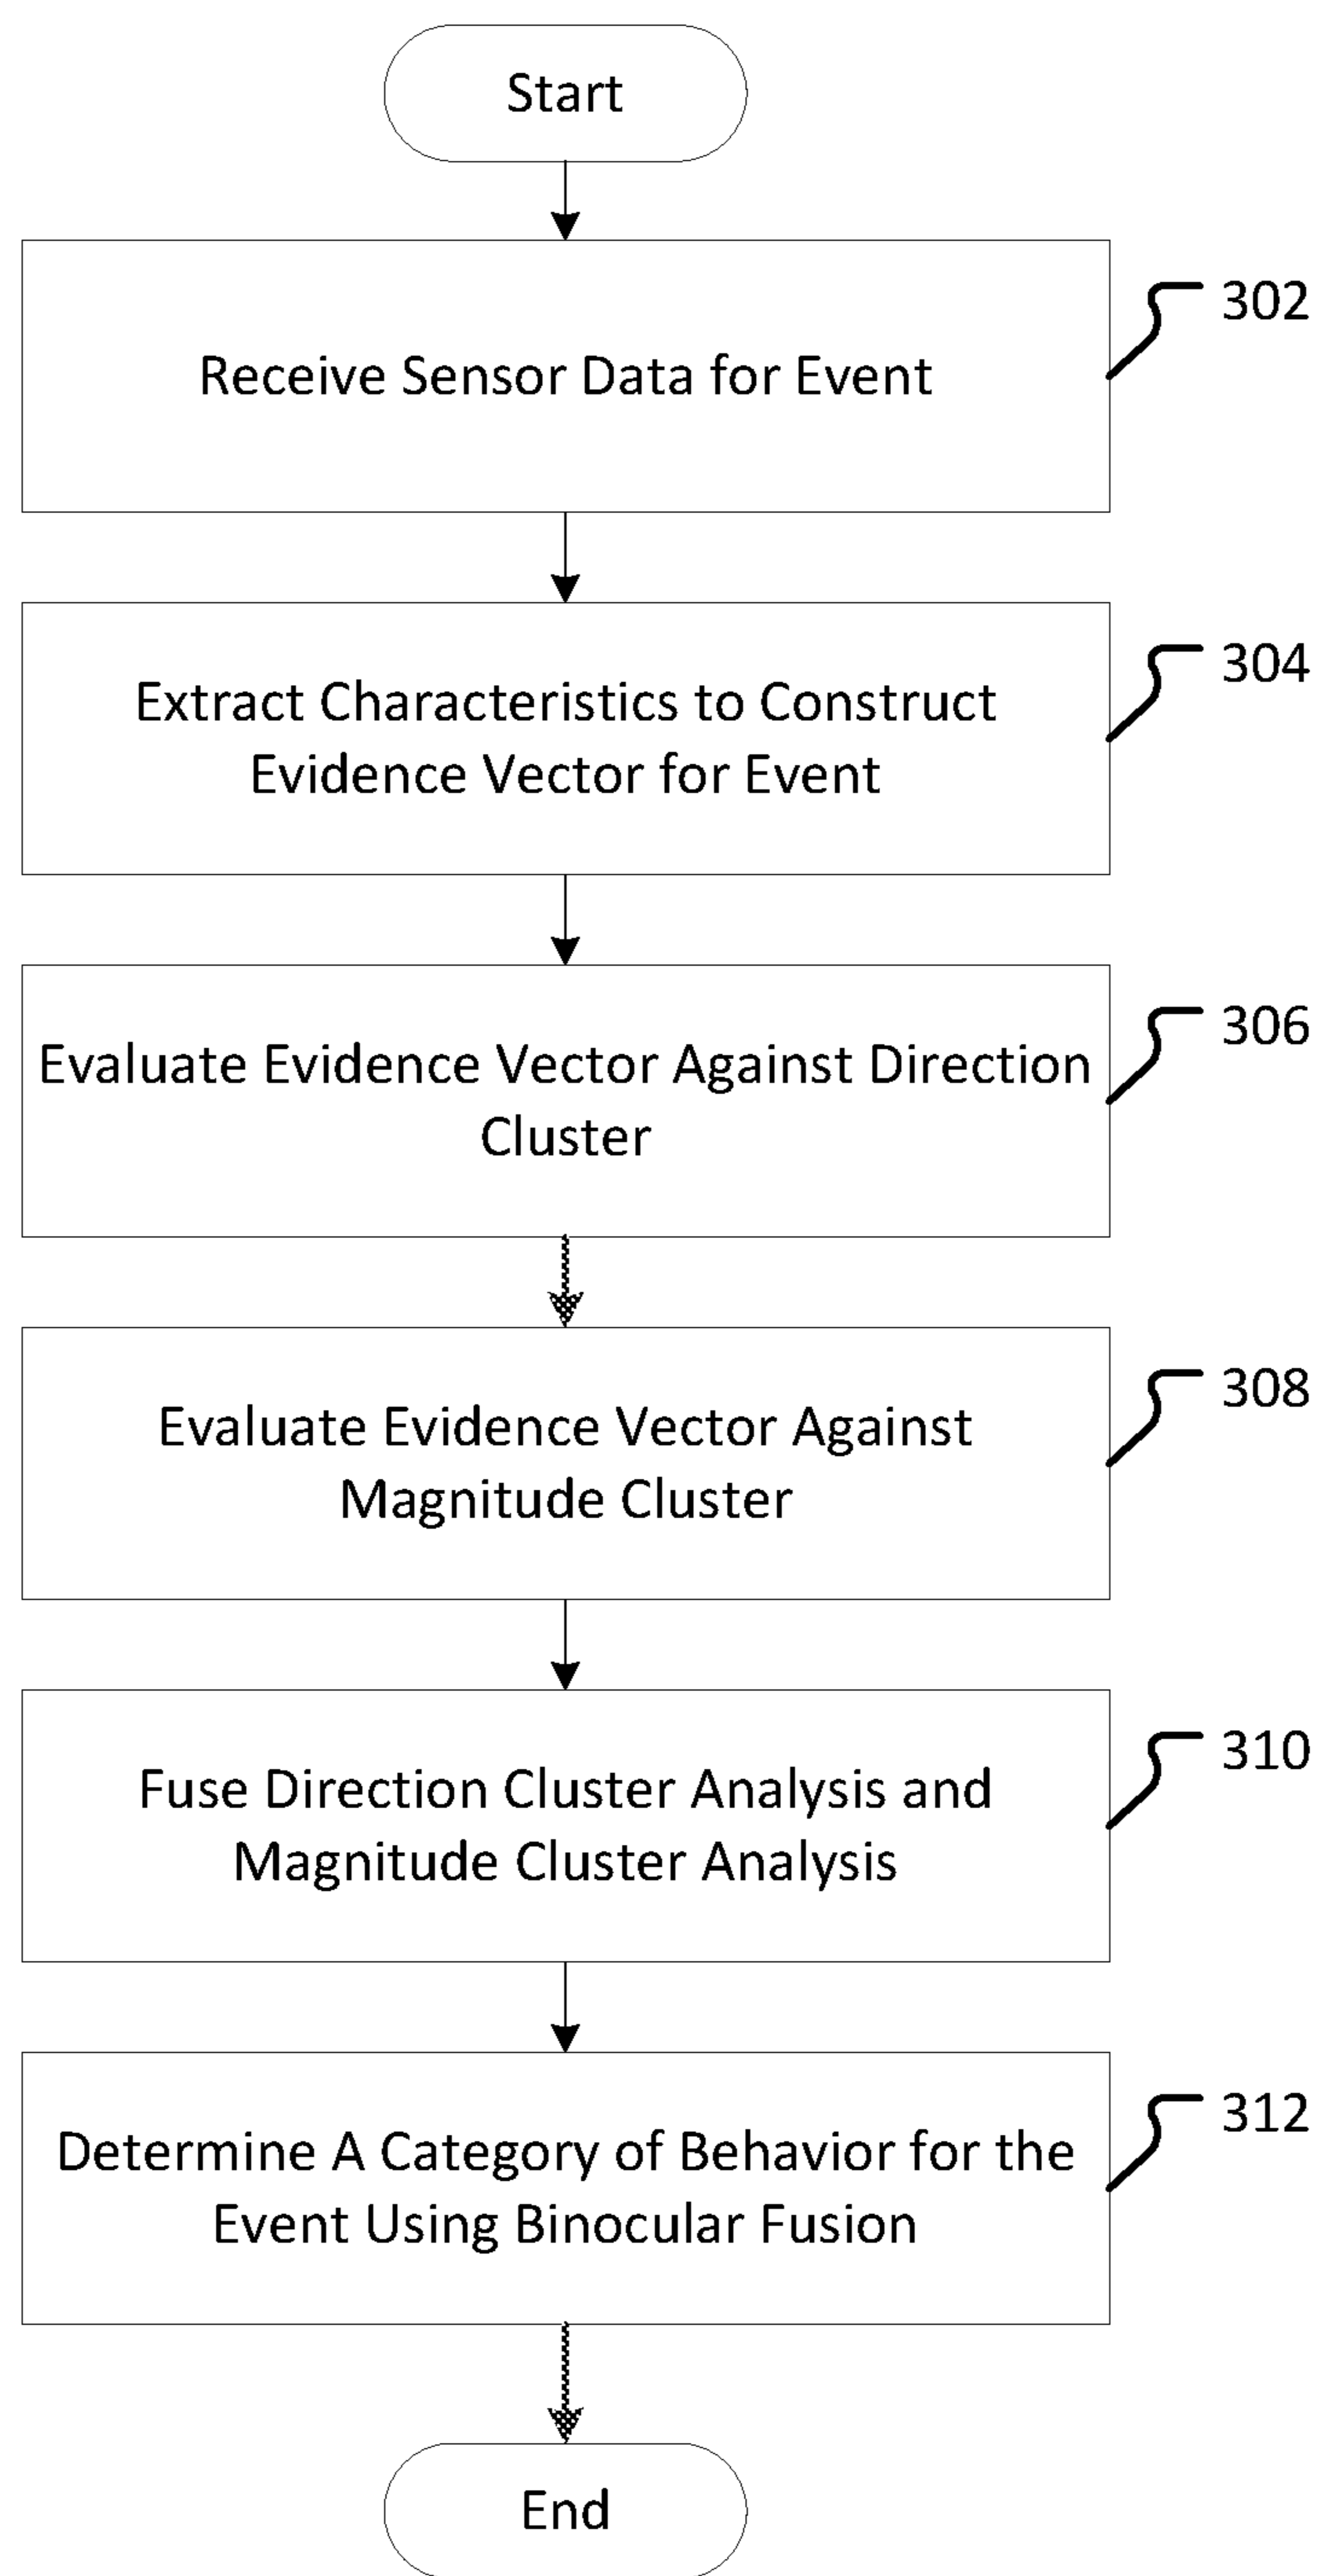 Start
Receive Sensor Data for Event
302
Extract Characteristics to Construct
Evidence Vector for Event
304
Evaluate Evidence Vector Against Direction
Cluster
306
Evaluate Evidence Vector Against
Magnitude Cluster
308
Fuse Direction Cluster Analysis and
Magnitude Cluster Analysis
310
Determine A Category of Behavior for the
Event Using Binocular Fusion
312
End